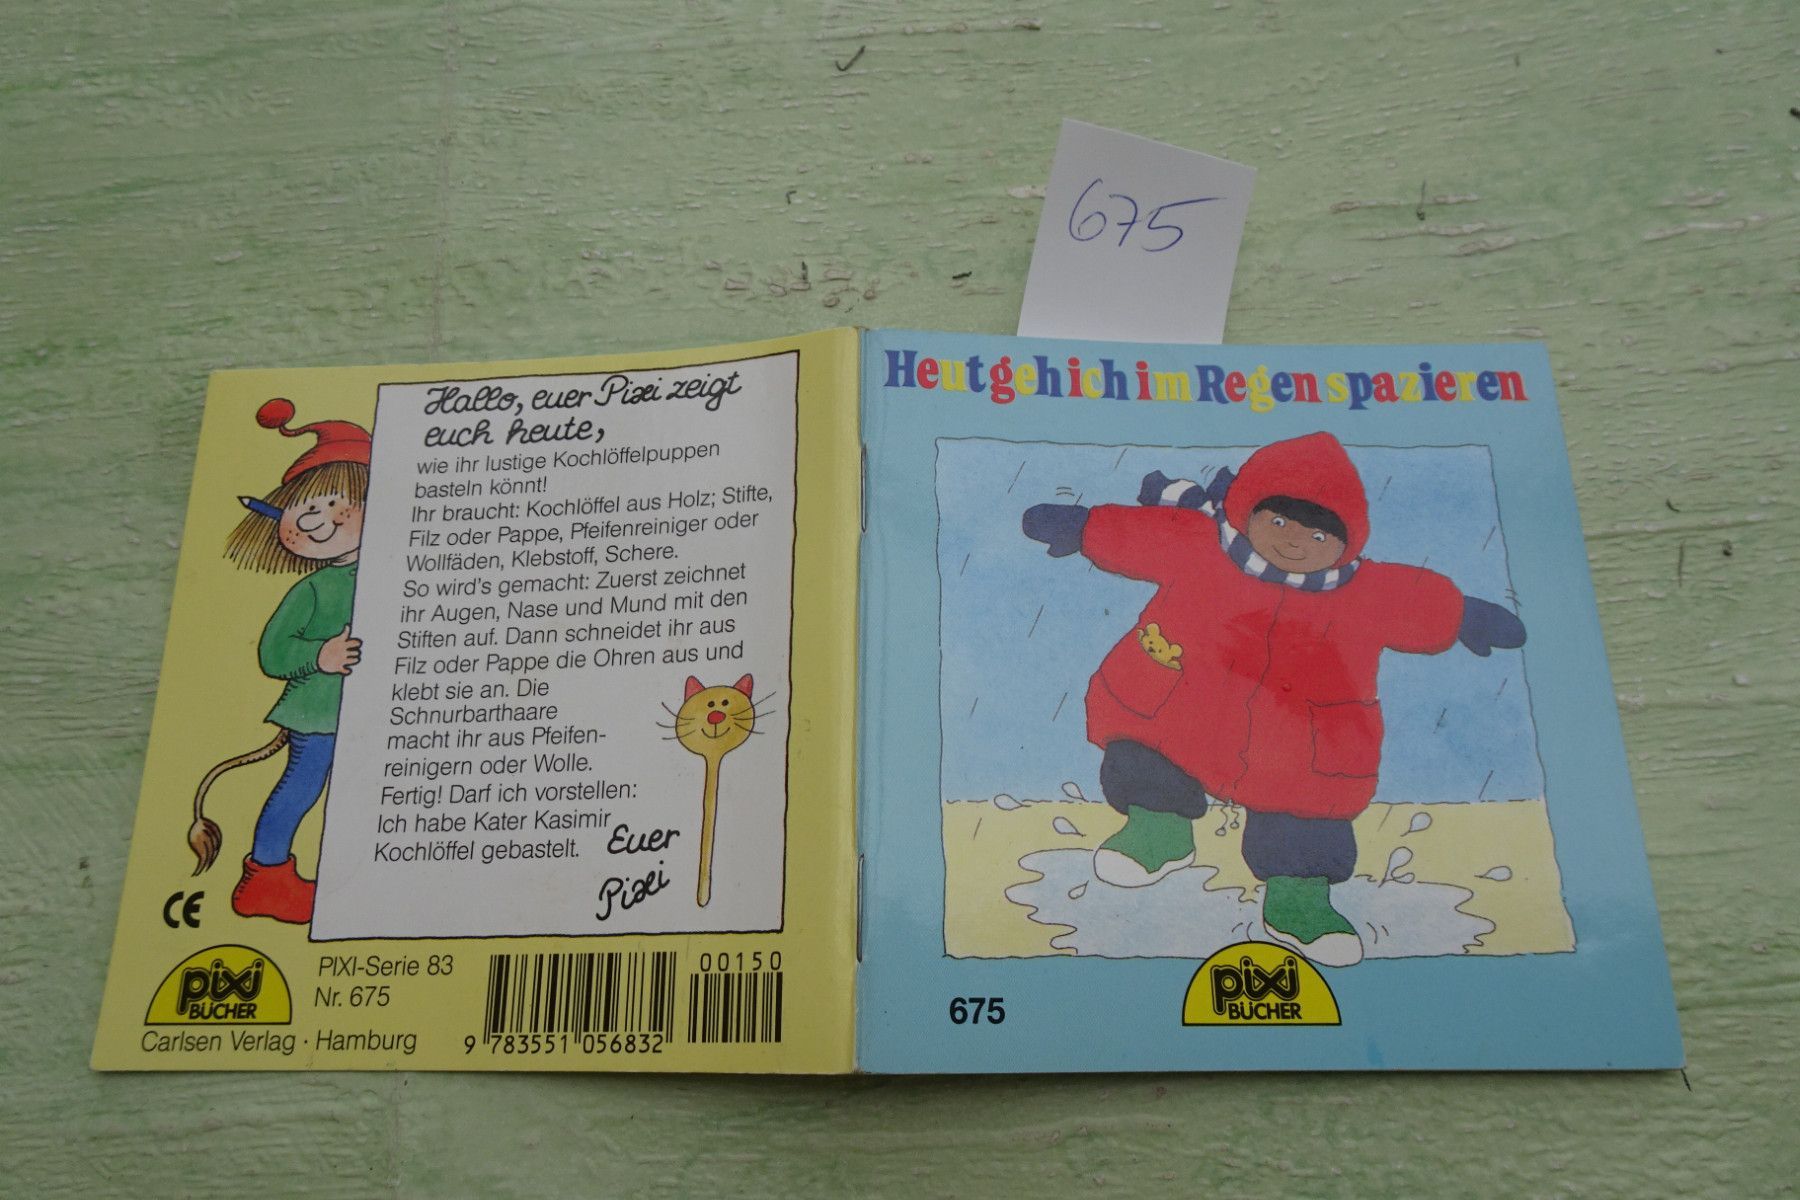 675
Hallo, euer Pixi zeigt
euch heute,
wie ihr lustige Kochlöffelpuppen
basteln könnt!
Ihr braucht: Kochlöffel aus Holz; Stifte,
Filz oder Pappe, Pfeifenreiniger oder
Wollfäden, Klebstoff, Schere.
So wird's gemacht: Zuerst zeichnet
ihr Augen, Nase und Mund mit den
Stiften auf. Dann schneidet ihr aus
Filz oder Pappe die Ohren aus und
klebt sie an. Die
Schnurbarthaare
macht ihr aus Pfeifen-
reinigern oder Wolle.
Fertig! Darf ich vorstellen:
Ich habe Kater Kasimir
Kochlöffel gebastelt.
Euer
Pixi
CE
pixi
BÜCHER
PIXI-Serie 83
Nr. 675
Carlsen Verlag · Hamburg
00150
9 783551 056832
Heut geh ich im Regen spazieren
675
pixi
BÜCHER